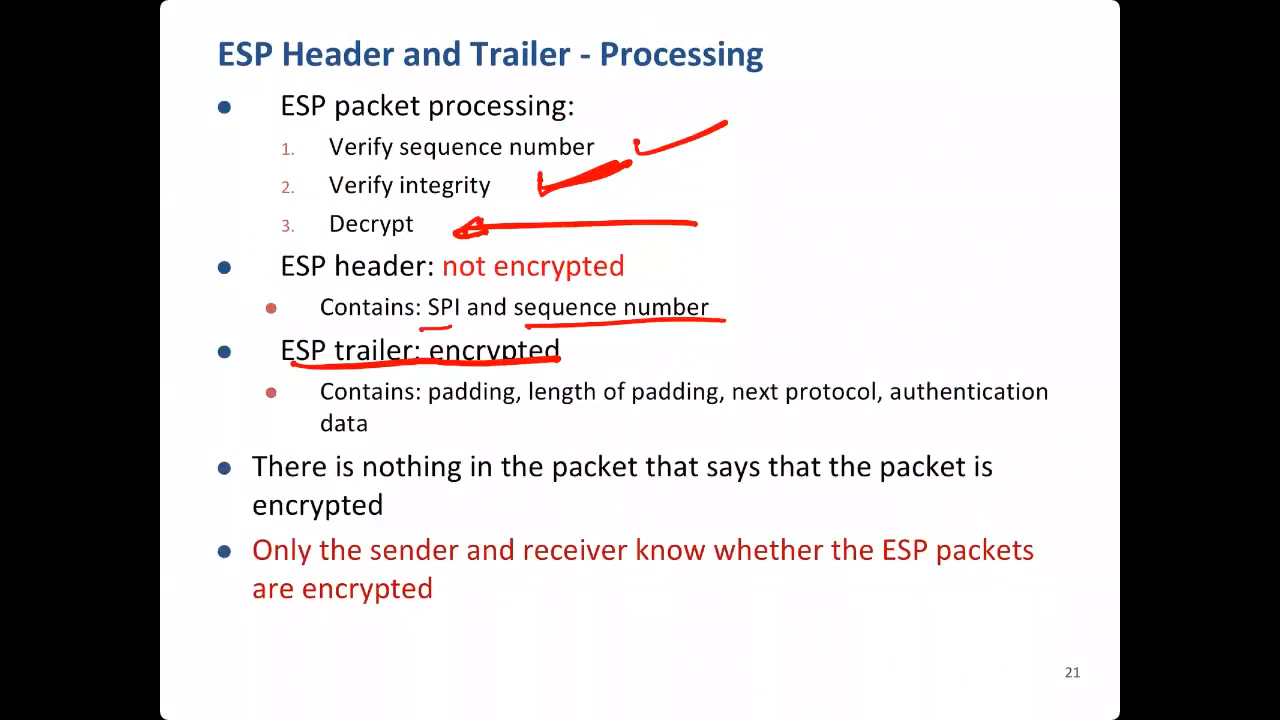 ESP Header and Trailer - Processing
ESP packet processing:
1. Verify sequence number
2. Verify integrity
3. Decrypt
ESP header: not encrypted
Contains: SPI and sequence number
ESP trailer: encrypted
Contains: padding, length of padding, next protocol, authentication
data
There is nothing in the packet that says that the packet is
encrypted
Only the sender and receiver know whether the ESP packets
are encrypted
21